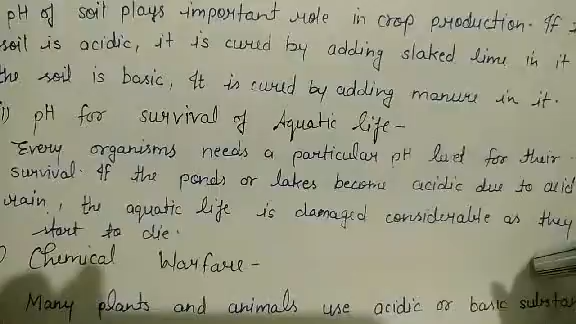 pH of soil plays important role in crop production. If
soil is acidic, it is cured by adding slaked lime in it
the soil is basic, It is cured by adding manure in it.
i) pH for survival of Aquatic life -
Every organisms needs a particular pH level for their
survival. If the ponds or lakes become acidic due to acid
rain, the aquatic life is damaged considerable as they
start to die.
) Chemical Warfare -
Many plants and animals use acidic or basic substan